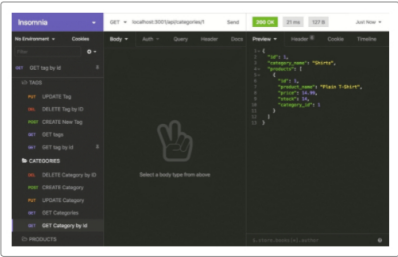 Insomnia
GET localhost:3001/api/categories/1 Send
200 OK 21 ms 127 B Just Now
No Environment Cookies
Body Auth Query Header Docs
Preview Header Cookie Timeline
Filter
GET GET tag by id
TAGS
PUT UPDATE Tag
DEL DELETE Tag by ID
POST CREATE New Tag
GET GET tags
GET GET tag by id
CATEGORIES
DEL DELETE Category by ID
POST CREATE Category
PUT UPDATE Category
GET GET Categories
GET GET Category by id
PRODUCTS
Select a body type from above
{
"id": 1,
"category_name": "Shirts",
"products": [
{
"id": 1,
"product_name": "Plain T-Shirt",
"price": 14.99,
"stock": 14,
"category_id": 1
}
]
}